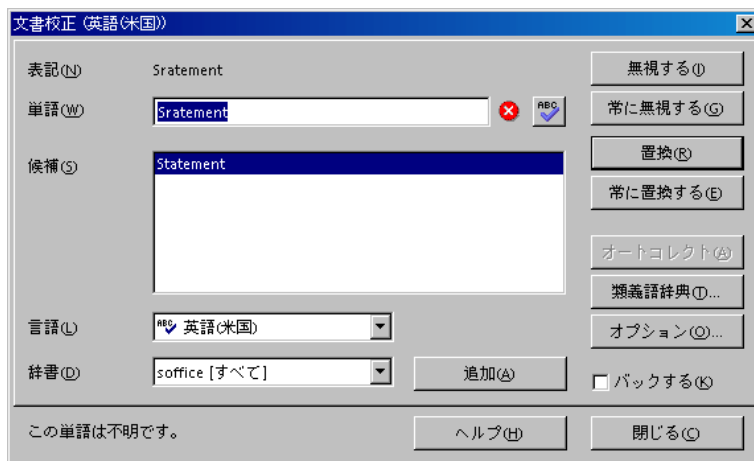 文書校正 (英語(米国))
表記(N) Sratement
無視する(I)
単語(W) Sratement
ABC
常に無視する(G)
候補(S) Statement
置換(R)
常に置換する(E)
オートコレクト(A)
類義語辞典(T)...
言語(L) ABC 英語(米国)
オプション(O)...
辞書(D) soffice [すべて]
追加(A)
バックする(K)
この単語は不明です。
ヘルプ(H)
閉じる(C)